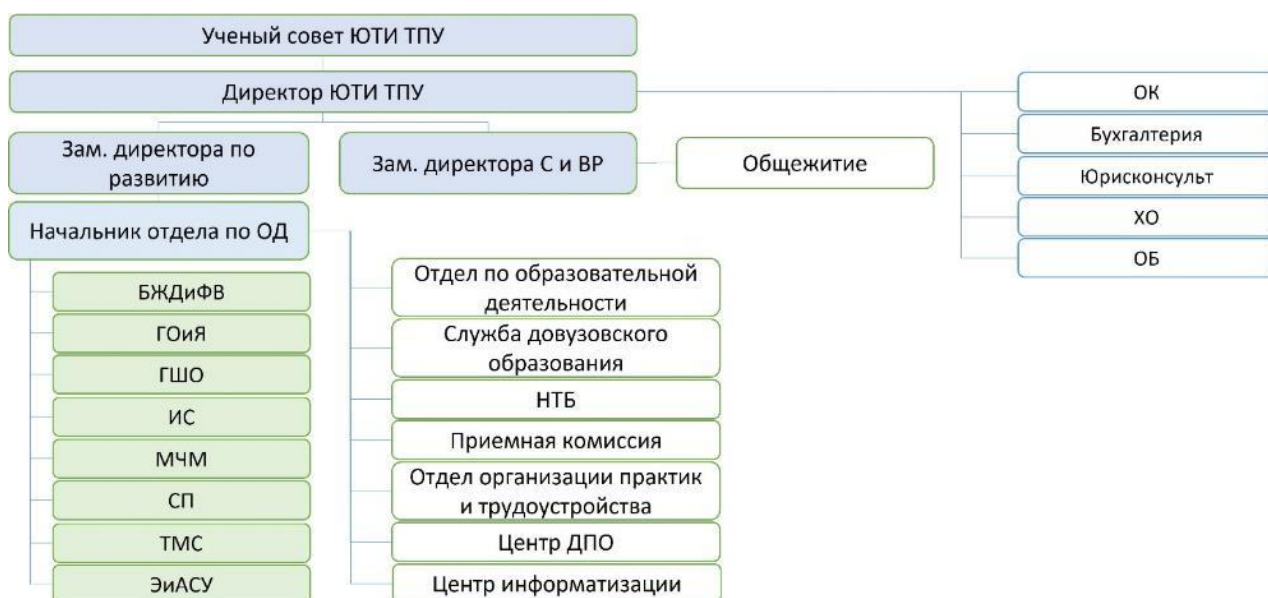 Ученый совет ЮТИ ТПУ
Директор ЮТИ ТПУ
Зам. директора по
развитию
Зам. директора С и ВР
Общежитие
Начальник отдела по ОД
БЖДиФВ
ГОиЯ
ГШО
ИС
МЧМ
СП
ТМС
ЭиАСУ
Отдел по образовательной
деятельности
Служба довузовского
образования
НТБ
Приемная комиссия
Отдел организации практик
и трудоустройства
Центр ДПО
Центр информатизации
ОК
Бухгалтерия
Юрисконсульт
ХО
ОБ